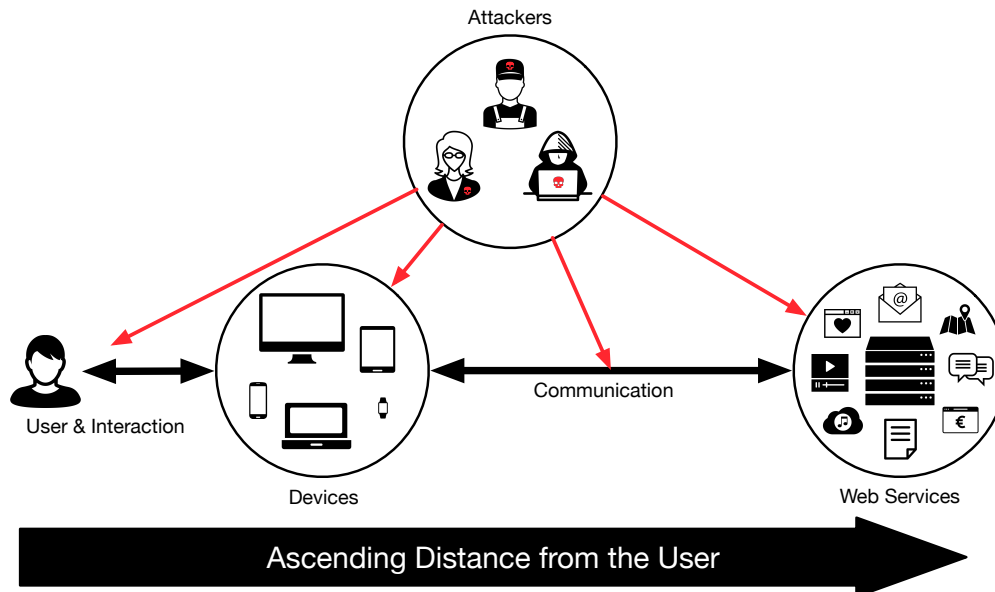 Attackers
@
€
Communication
User & Interaction
Devices
Web Services
Ascending Distance from the User